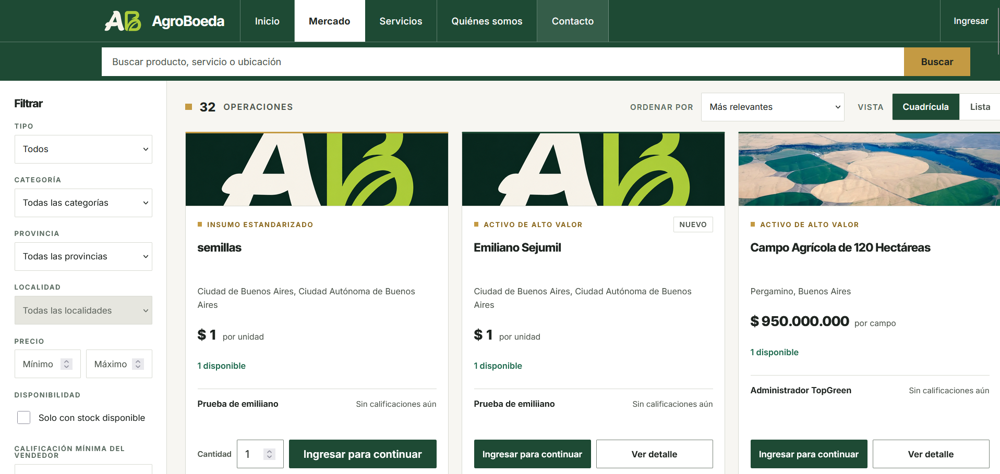 AB AgroBoeda
Inicio
Mercado
Servicios
Quiénes somos
Contacto
Ingresar
Buscar producto, servicio o ubicación
Buscar
Filtrar
TIPO
Todos
CATEGORÍA
Todas las categorías
PROVINCIA
Todas las provincias
LOCALIDAD
Todas las localidades
PRECIO
Mínimo
Máximo
DISPONIBILIDAD
Solo con stock disponible
CALIFICACIÓN MÍNIMA DEL
VENDEDOR
32 OPERACIONES
ORDENAR POR
Más relevantes
VISTA
Cuadrícula
Lista
AB
INSUMO ESTANDARIZADO
semillas
Ciudad de Buenos Aires, Ciudad Autónoma de Buenos
Aires
$ 1 por unidad
1 disponible
Prueba de emiliiano
Sin calificaciones aún
Cantidad
1
Ingresar para continuar
AB
ACTIVO DE ALTO VALOR
NUEVO
Emiliano Sejumil
Ciudad de Buenos Aires, Ciudad Autónoma de Buenos
Aires
$ 1 por unidad
1 disponible
Prueba de emiliiano
Sin calificaciones aún
Ingresar para continuar
Ver detalle
ACTIVO DE ALTO VALOR
Campo Agrícola de 120 Hectáreas
Pergamino, Buenos Aires
$ 950.000.000 por campo
1 disponible
Administrador TopGreen
Sin calificaciones aún
Ingresar para continuar
Ver detalle